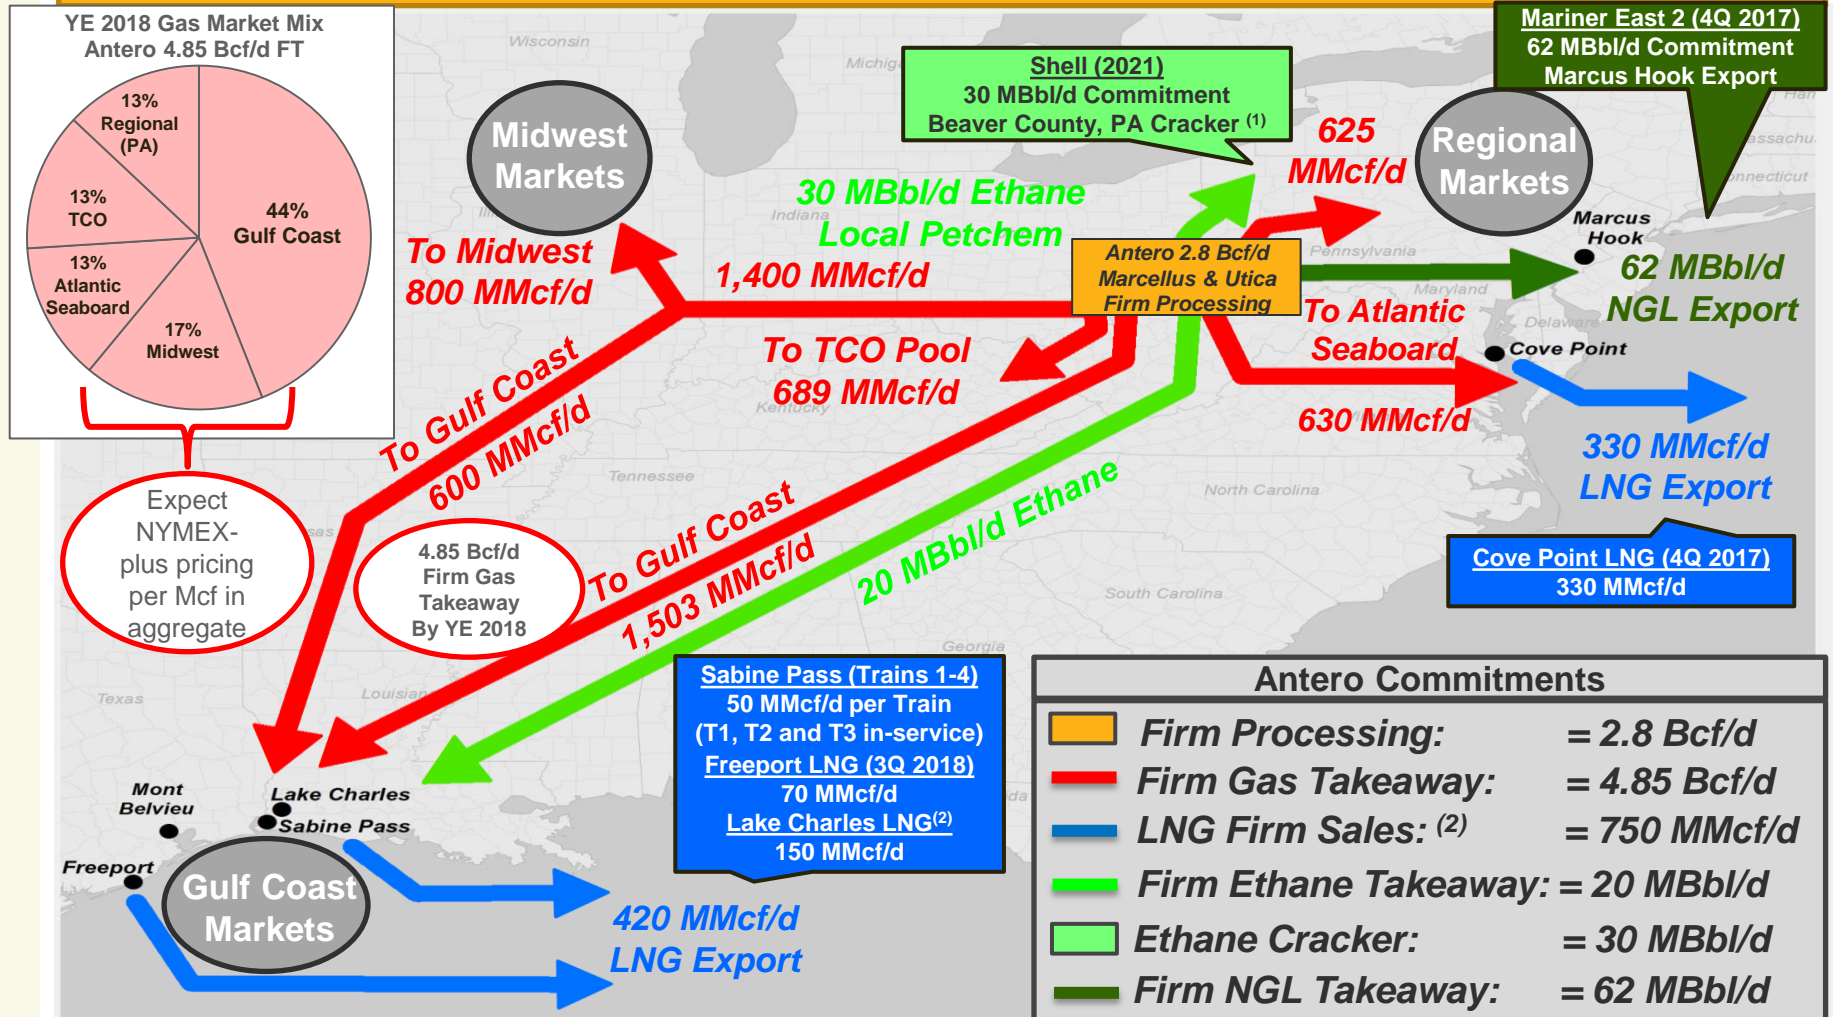 YE 2018 Gas Market Mix
Antero 4.85 Bcf/d FT
13%
Regional
(PA)
13%
TCO
13%
Atlantic
Seaboard
17%
Midwest
44%
Gulf Coast
Expect
NYMEX-
plus pricing
per Mcf in
aggregate
4.85 Bcf/d
Firm Gas
Takeaway
By YE 2018
Wisconsin
Midwest
Markets
To Midwest
800 MMcf/d
Shell (2021)
30 MBbl/d Commitment
Beaver County, PA Cracker (1)
Mariner East 2 (4Q 2017)
62 MBbl/d Commitment
Marcus Hook Export
625
MMcf/d
Regional
Markets
30 MBbl/d Ethane
Local Petchem
Indiana
1,400 MMcf/d
Antero 2.8 Bcf/d
Marcellus & Utica
Firm Processing
Pennsylvania
Maryland
Delaware
Marcus
Hook
62 MBbl/d
NGL Export
To Atlantic
Seaboard
Cove Point
630 MMcf/d
To TCO Pool
689 MMcf/d
Kentucky
Tennessee
North Carolina
South Carolina
Georgia
Texas
To Gulf Coast
600 MMcf/d
To Gulf Coast
1,503 MMcf/d
20 MBbl/d Ethane
330 MMcf/d
LNG Export
Cove Point LNG (4Q 2017)
330 MMcf/d
Sabine Pass (Trains 1-4)
50 MMcf/d per Train
(T1, T2 and T3 in-service)
Freeport LNG (3Q 2018)
70 MMcf/d
Lake Charles LNG(2)
150 MMcf/d
Mont
Belvieu
Lake Charles
Sabine Pass
Freeport
Gulf Coast
Markets
420 MMcf/d
LNG Export
Antero Commitments
Firm Processing: = 2.8 Bcf/d
Firm Gas Takeaway: = 4.85 Bcf/d
LNG Firm Sales: (2) = 750 MMcf/d
Firm Ethane Takeaway: = 20 MBbl/d
Ethane Cracker: = 30 MBbl/d
Firm NGL Takeaway: = 62 MBbl/d